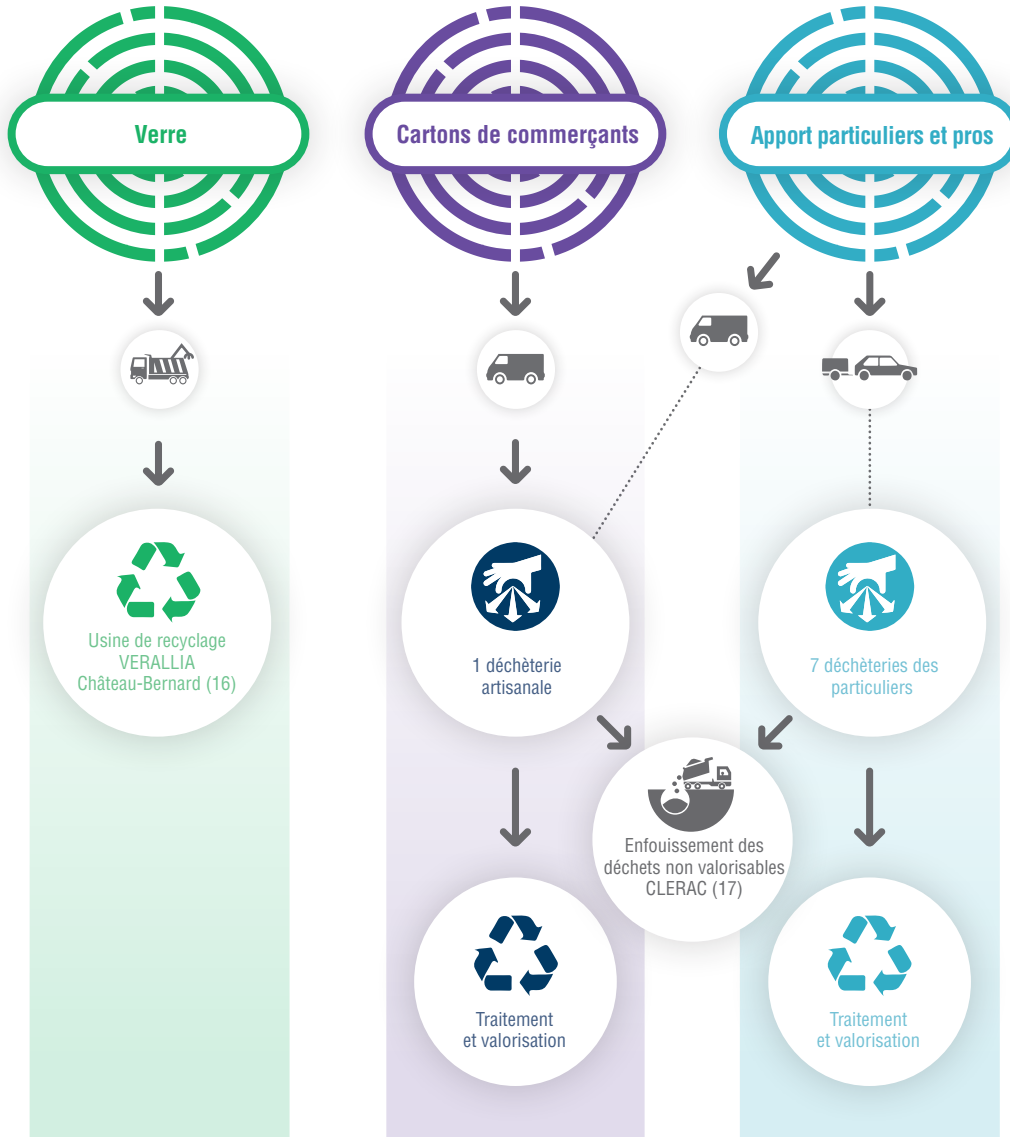 Verre
Cartons de commerçants
Apport particuliers et pros
Usine de recyclage
VERALLIA
Château-Bernard (16)
1 déchèterie
artisanale
7 déchèteries des
particuliers
Enfouissement des
déchets non valorisables
CLERAC (17)
Traitement
et valorisation
Traitement
et valorisation